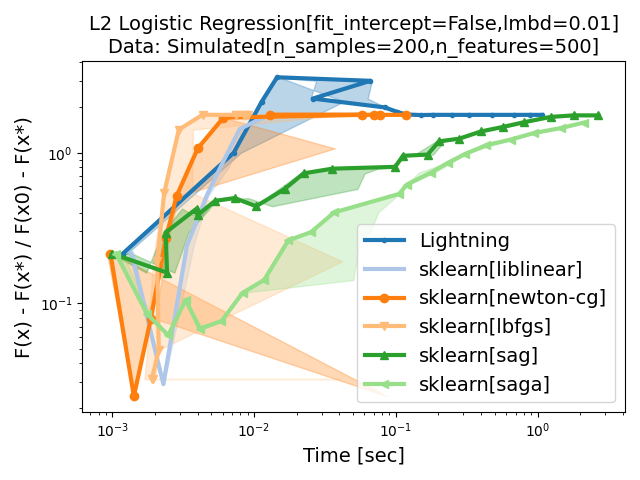 L2 Logistic Regression[fit_intercept=False,lmbd=0.01]
Data: Simulated[n_samples=200,n_features=500]
F(x) - F(x*) / F(x0) - F(x*)
10⁰
10⁻¹
10⁻³
10⁻²
10⁻¹
10⁰
Time [sec]
Lightning
sklearn[liblinear]
sklearn[newton-cg]
sklearn[lbfgs]
sklearn[sag]
sklearn[saga]